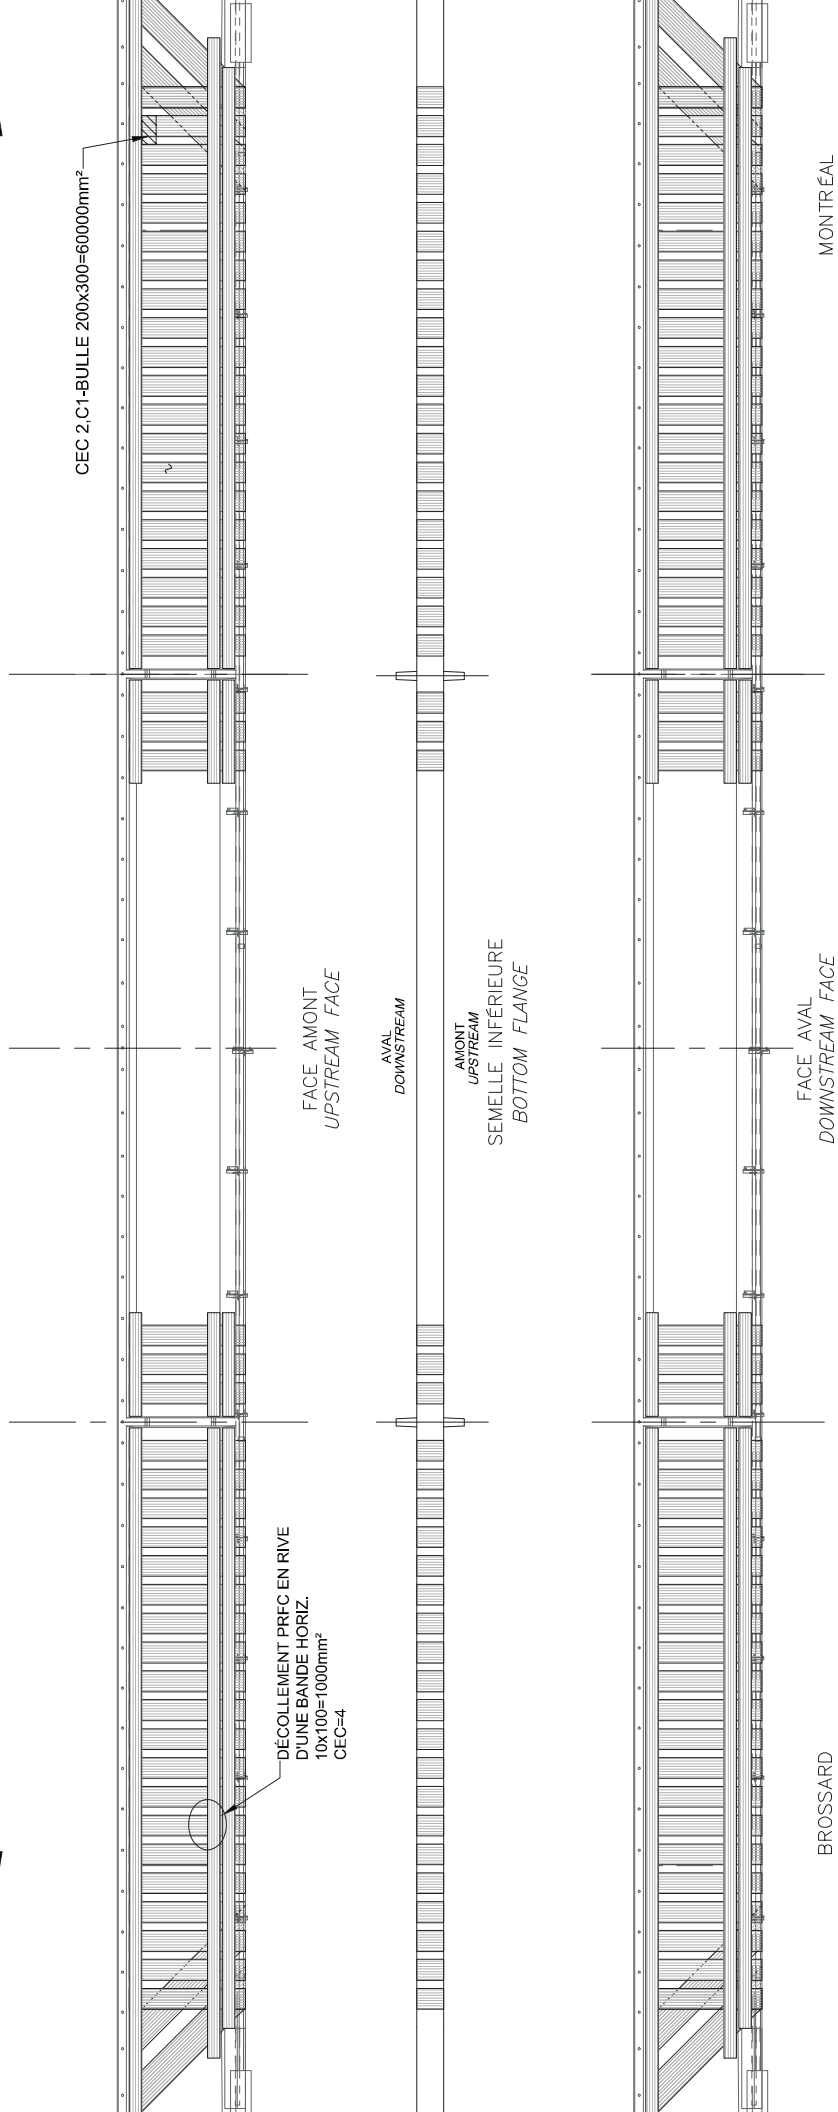 CEC 2,C1-BULLE 200x300=60000mm²
DÉCOLLEMENT PRFC EN RIVE
D'UNE BANDE HORIZ.
10x100=1000mm²
CEC=4
FACE AMONT
UPSTREAM FACE
AVAL
DOWNSTREAM
AMONT
UPSTREAM
SEMELLE INFÉRIEURE
BOTTOM FLANGE
BROSSARD
FACE AVAL
DOWNSTREAM FACE
MONTRÉAL